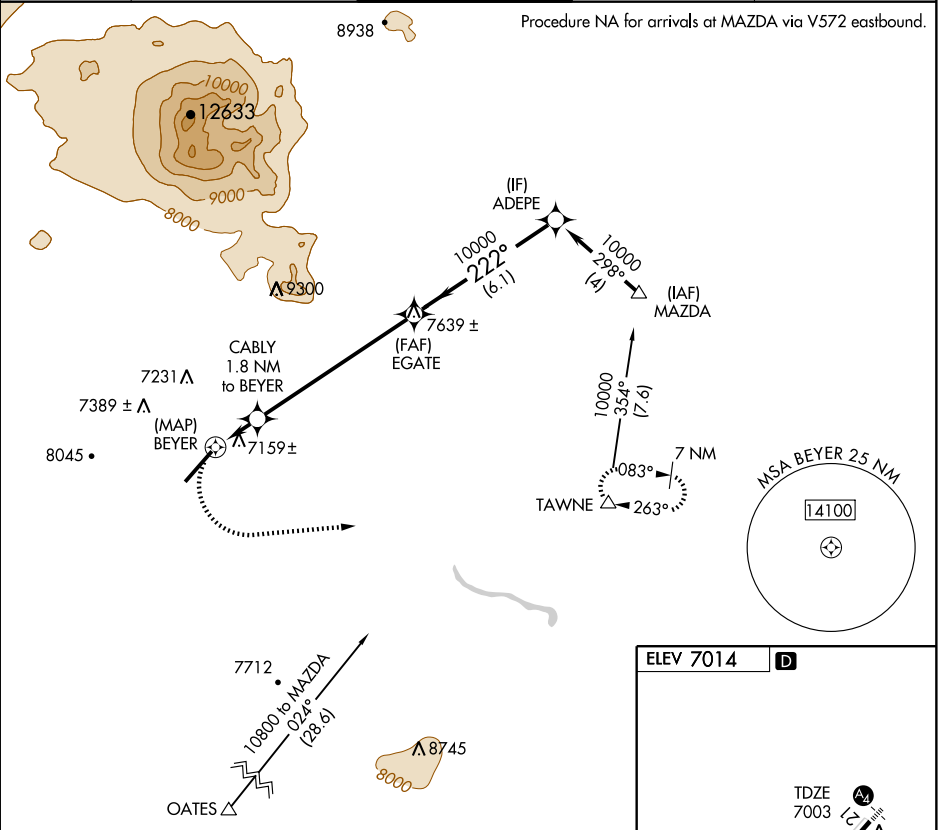 Procedure NA for arrivals at MAZDA via V572 eastbound.
8938
10000
12633
9000
8000
9300
(IF)
ADEPE
10000
222°
(6.1)
10000
298°
(4)
(IAF)
MAZDA
7639 ±
(FAF)
EGATE
CABLY
1.8 NM
to BEYER
7231
7389 ±
(MAP)
BEYER
7159±
8045
10000
354°
(7.6)
7 NM
083°
TAWNE
263°
MSA BEYER 25 NM
14100
ELEV 7014
D
7712
10800 to MAZDA
024°
(28.6)
OATES
8745
8000
TDZE
7003
A4
21